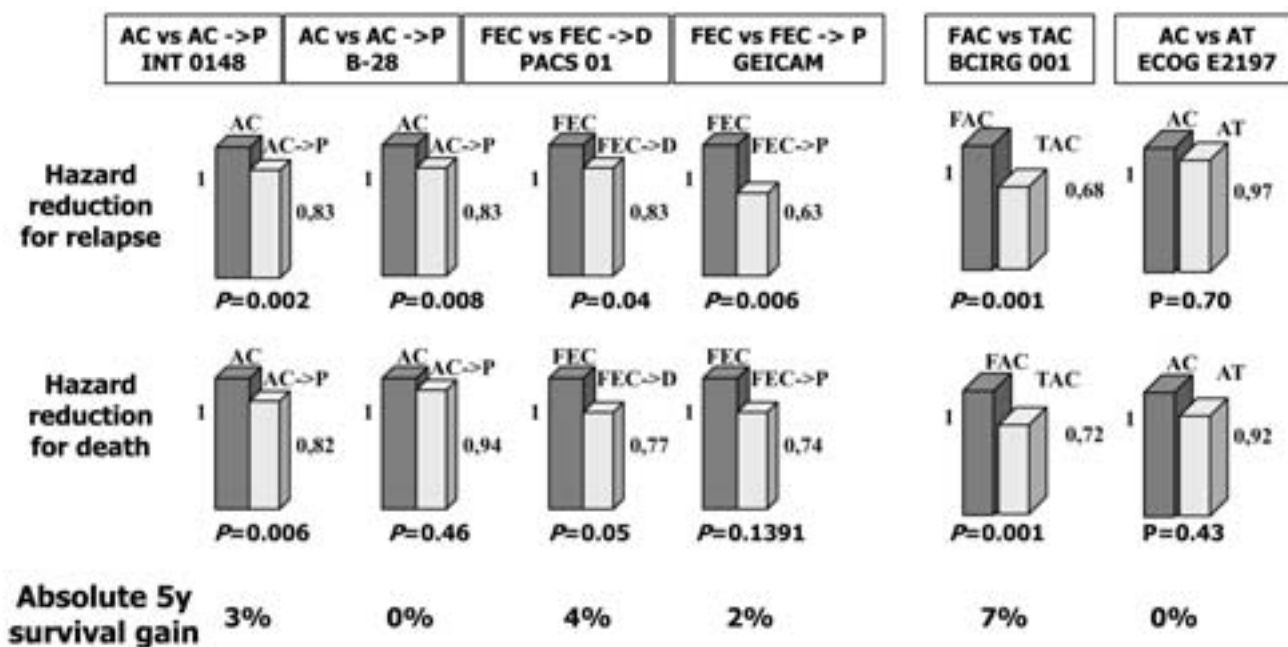 AC vs AC ->P
INT 0148
AC vs AC ->P
B-28
FEC vs FEC ->D
PACS 01
FEC vs FEC -> P
GEICAM
FAC vs TAC
BCIRG 001
AC vs AT
ECOG E2197
Hazard
reduction
for relapse
AC
AC->P
1
0,83
P=0.002
AC
AC->P
1
0,83
P=0.008
FEC
FEC->D
1
0,83
P=0.04
FEC
FEC->P
1
0,63
P=0.006
FAC
TAC
1
0,68
P=0.001
AC
AT
1
0,97
P=0.70
Hazard
reduction
for death
AC
AC->P
1
0,82
P=0.006
AC
AC->P
1
0,94
P=0.46
FEC
FEC->D
1
0,77
P=0.05
FEC
FEC->P
1
0,74
P=0.1391
FAC
TAC
1
0,72
P=0.001
AC
AT
1
0,92
P=0.43
Absolute 5y
survival gain
3%
0%
4%
2%
7%
0%